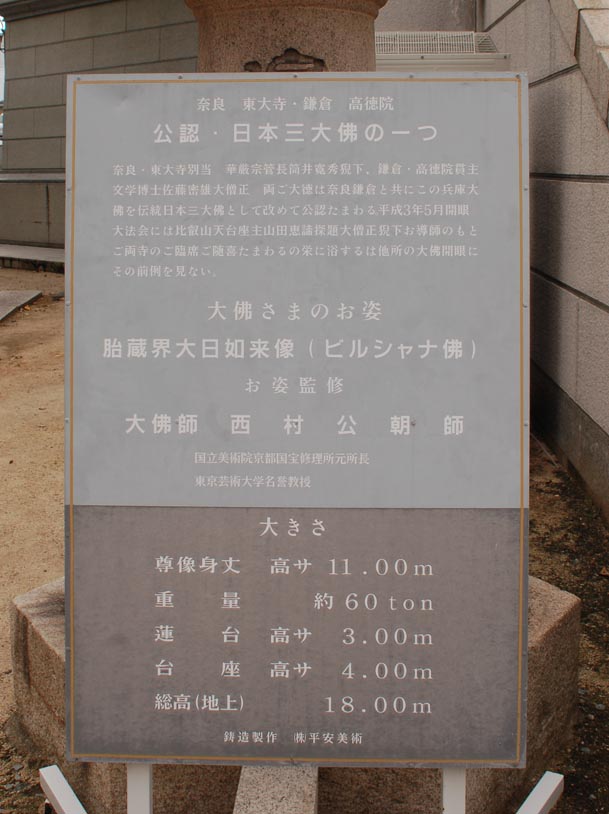 奈良　東大寺・鎌倉　高徳院
公認・日本三大佛の一つ
奈良・東大寺別当　華厳宗管長筒井寛秀猊下、鎌倉・高徳院貫主
文学博士佐藤密雄大僧正　両ご大徳は奈良鎌倉と共にこの兵庫大
佛を伝統日本三大佛として改めて公認たまわる平成3年5月開眼
大法会には比叡山天台座主山田恵諦探題大僧正猊下お導師のもと
ご両寺のご臨席ご随喜たまわるの栄に浴するは他所の大佛開眼に
その前例を見ない。
大佛さまのお姿
胎蔵界大日如来像(ビルシャナ佛)
お姿監修
大佛師　西村公朝師
国立美術院京都国宝修理所元所長
東京芸術大学名誉教授
大きさ
尊像身丈　高サ 11.00m
重量　約60ton
蓮台　高サ 3.00m
台座　高サ 4.00m
総高(地上)　18.00m
鋳造製作　㈱平安美術